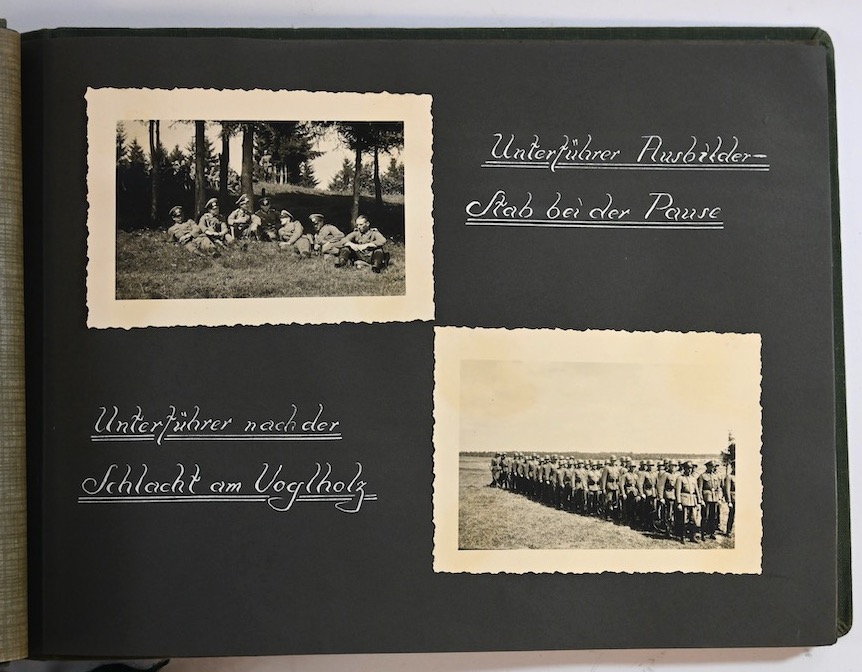 Unterführer Ausbilder-
Stab bei der Pause
Unterführer nach der
Schlacht am Voglholz